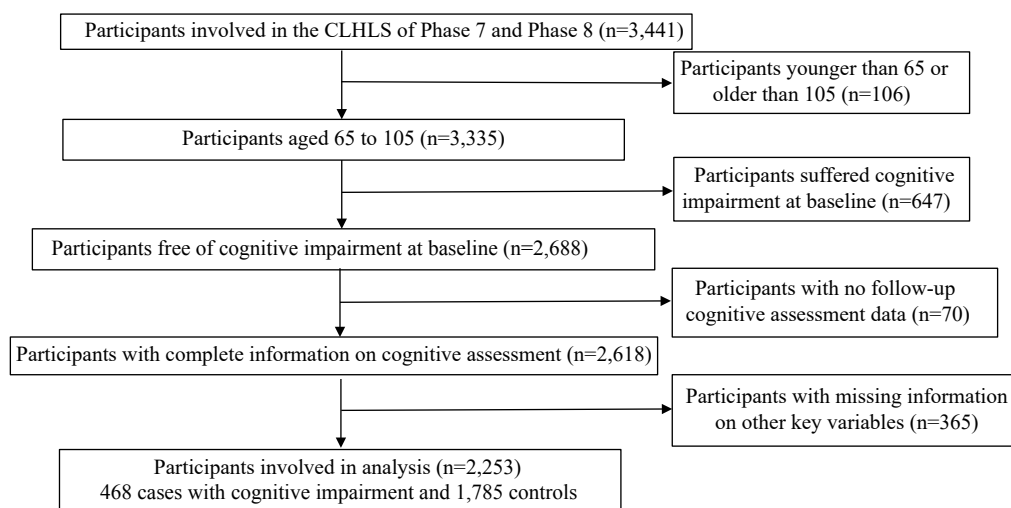 Participants involved in the CLHLS of Phase 7 and Phase 8 (n=3,441)
Participants younger than 65 or
older than 105 (n=106)
Participants aged 65 to 105 (n=3,335)
Participants suffered cognitive
impairment at baseline (n=647)
Participants free of cognitive impairment at baseline (n=2,688)
Participants with no follow-up
cognitive assessment data (n=70)
Participants with complete information on cognitive assessment (n=2,618)
Participants with missing information
on other key variables (n=365)
Participants involved in analysis (n=2,253)
468 cases with cognitive impairment and 1,785 controls